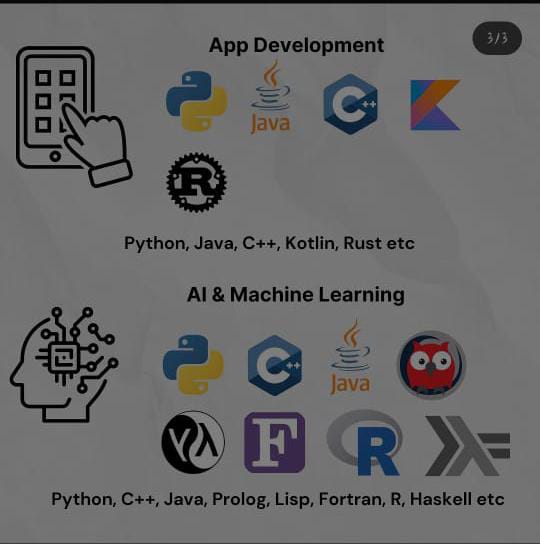 3/3
App Development
Java
C++
R
Python, Java, C++, Kotlin, Rust etc
AI & Machine Learning
C++
Java
F
R
Python, C++, Java, Prolog, Lisp, Fortran, R, Haskell etc